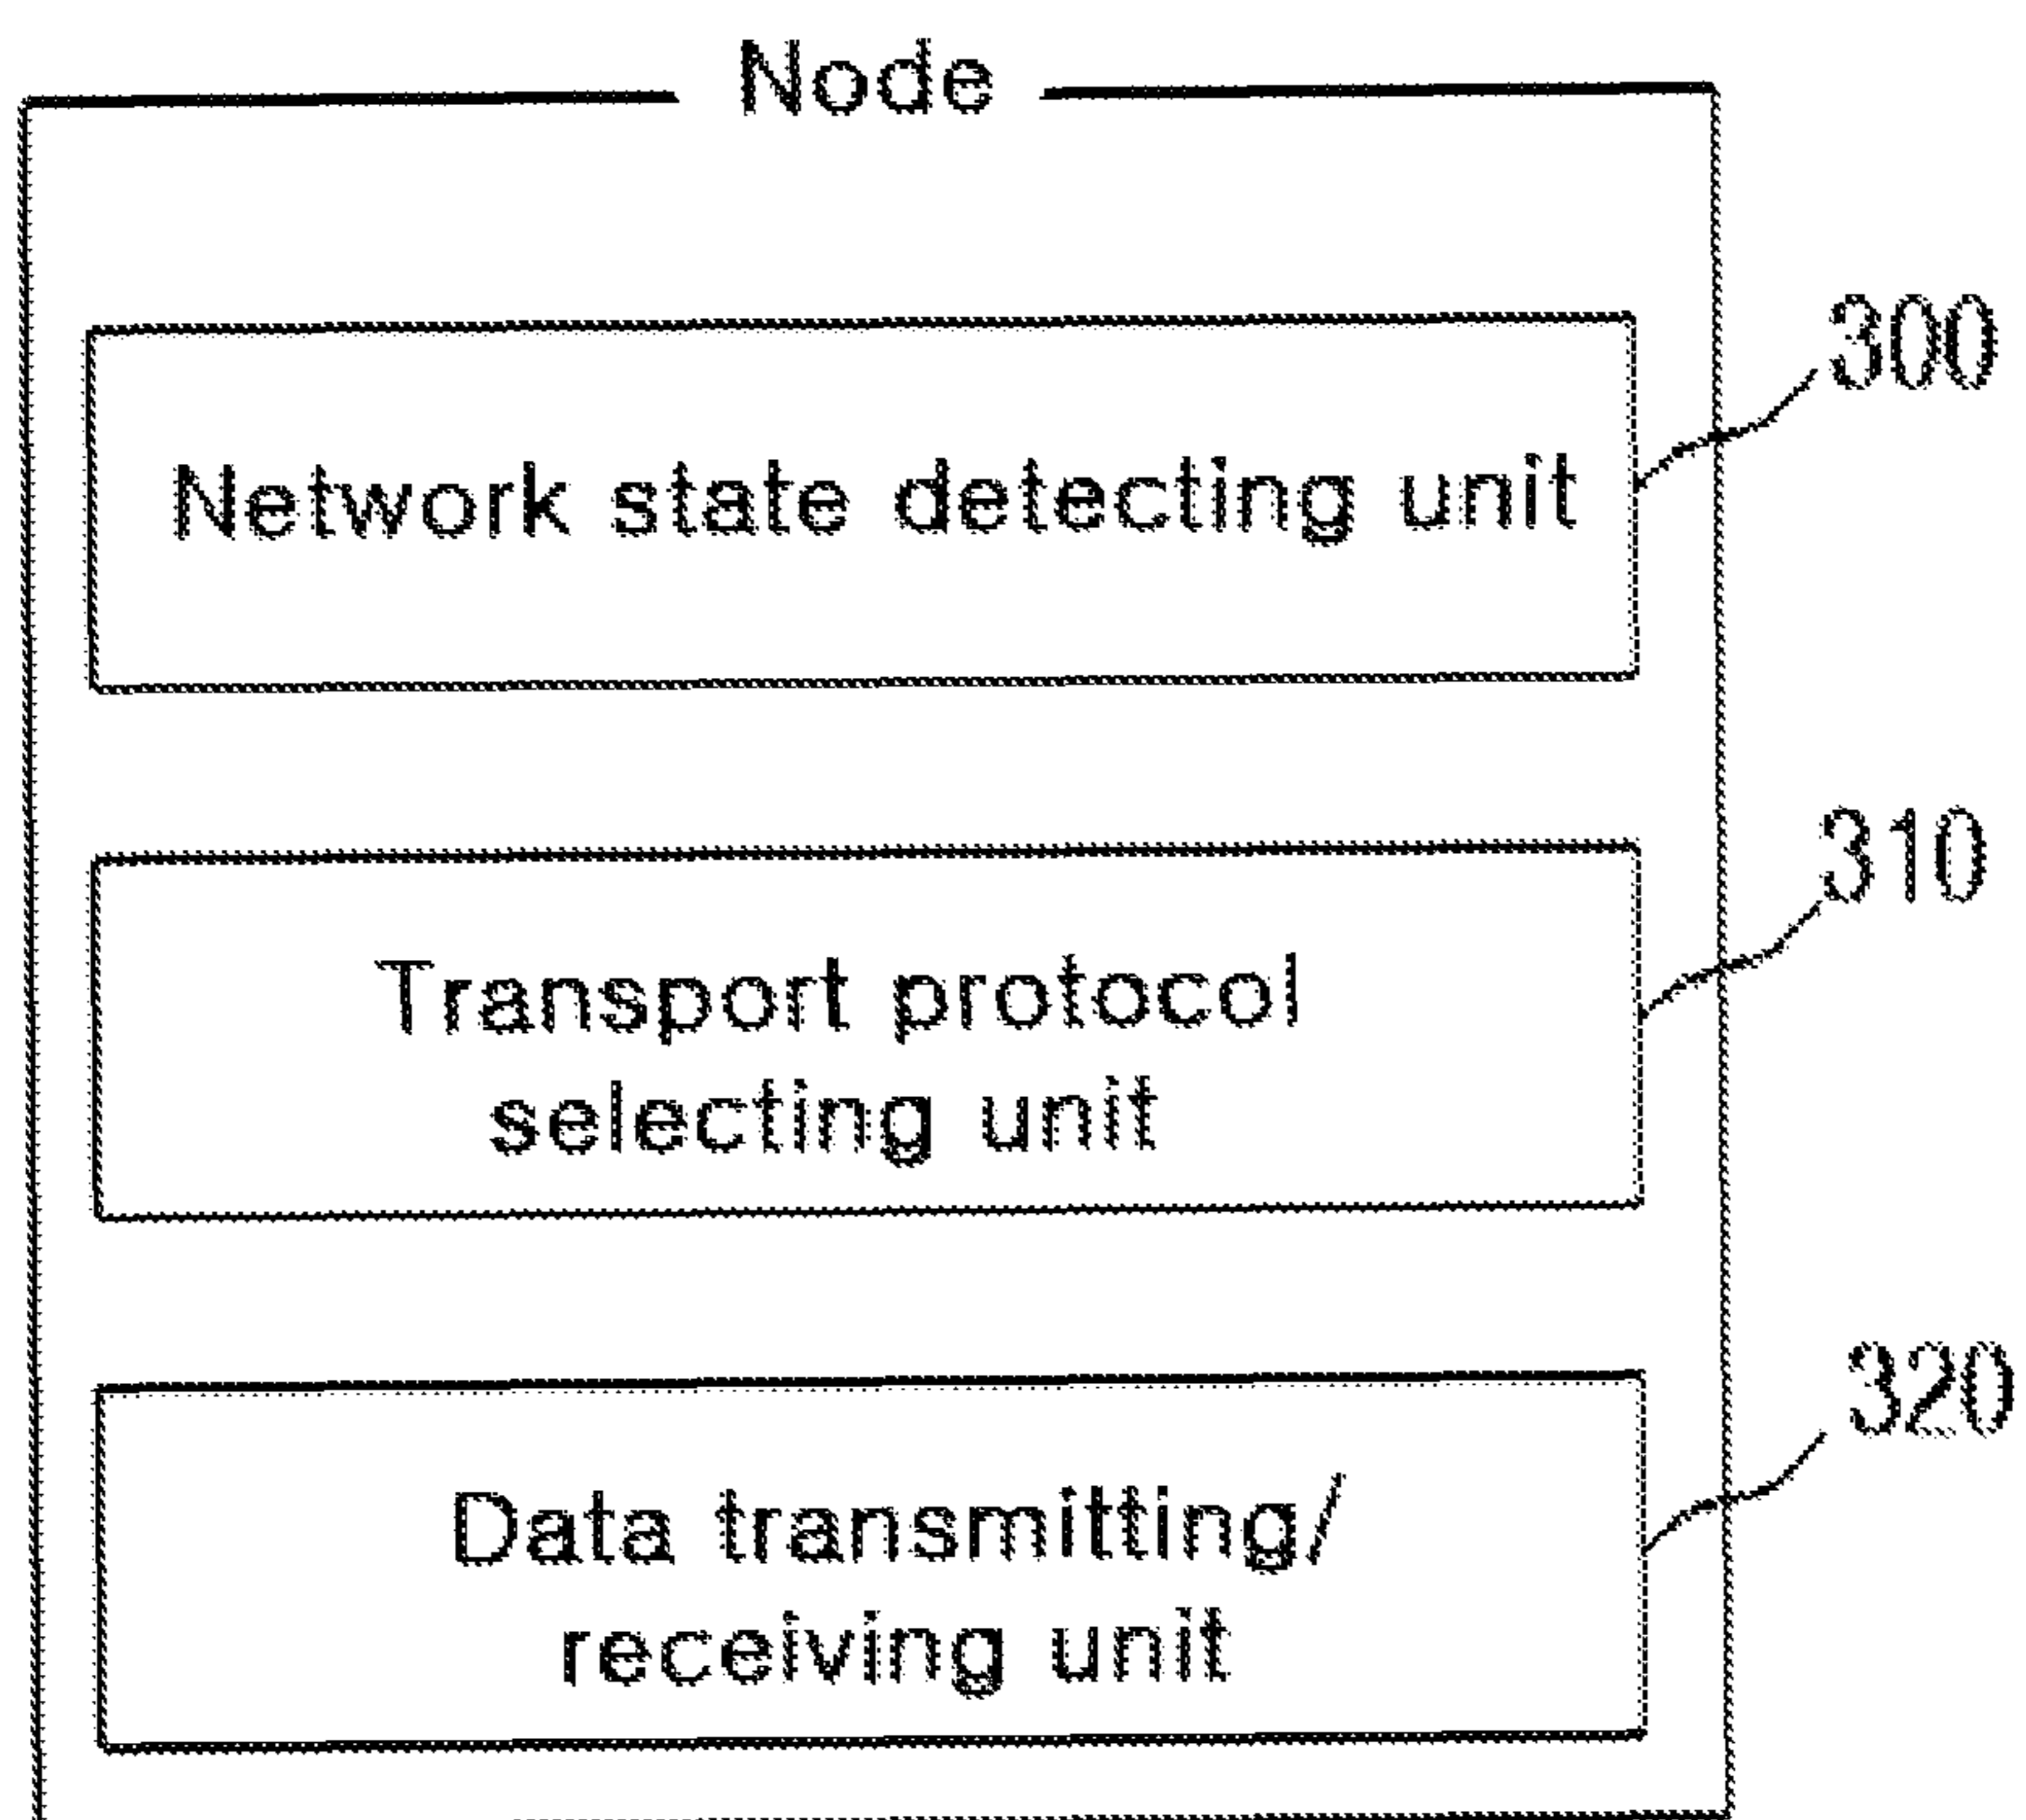 Node
300
Network state detecting unit
310
Transport protocol
selecting unit
320
Data transmitting/
receiving unit